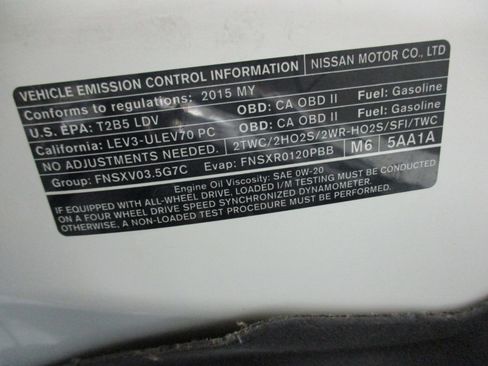 VEHICLE EMISSION CONTROL INFORMATION NISSAN MOTOR CO., LTD
Conforms to regulations: 2015 MY
U.S. EPA: T2B5 LDV OBD: CA OBD II Fuel: Gasoline
California: LEV3-ULEV70 PC OBD: CA OBD II Fuel: Gasoline
NO ADJUSTMENTS NEEDED. 2TWC/2HO2S/2WR-HO2S/SFI/TWC
Group: FNSXV03.5G7C Evap: FNSXR0120PBB M6 5AA1A
Engine Oil Viscosity: SAE 0W-20
IF EQUIPPED WITH ALL-WHEEL DRIVE, LOADED I/M TESTING MUST BE CONDUCTED
ON A FOUR WHEEL DRIVE SPEED SYNCHRONIZED DYNAMOMETER.
OTHERWISE, A NON-LOADED TEST MUST BE CONDUCTED.